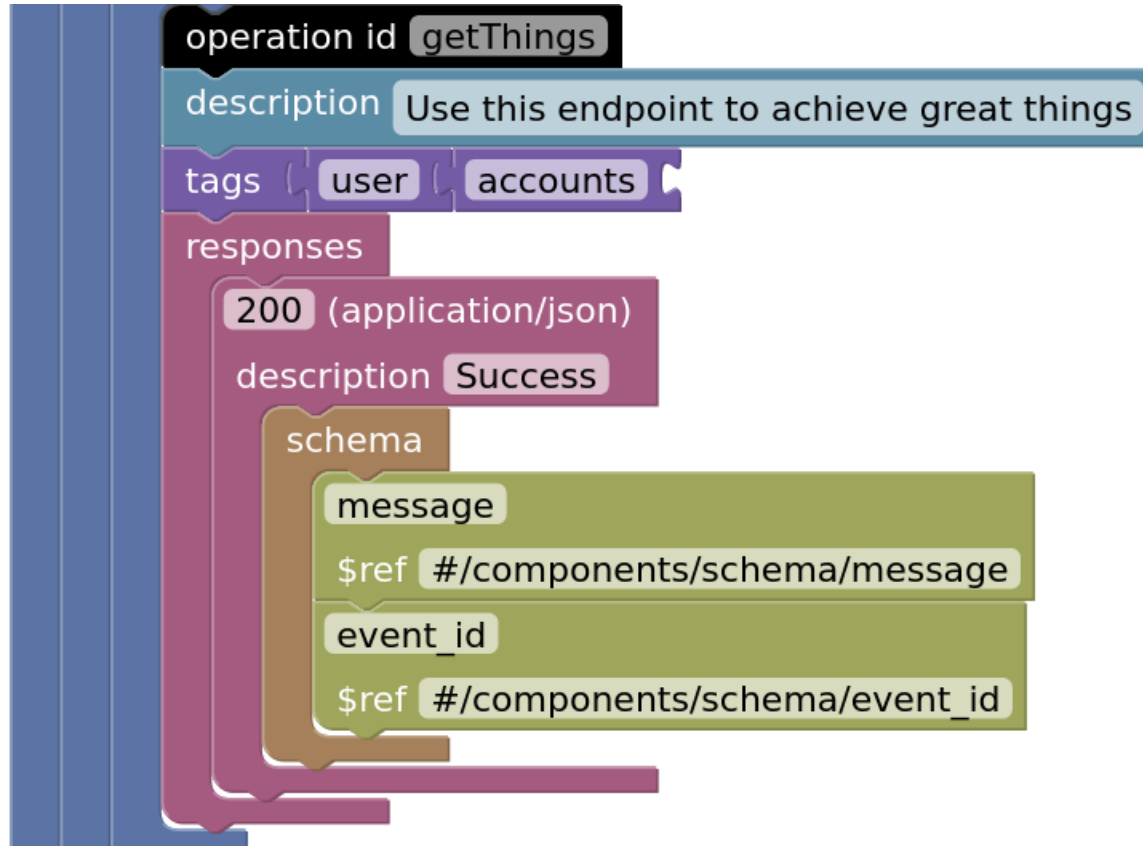 operation id getThings
description Use this endpoint to achieve great things
tags user accounts
responses
200 (application/json)
description Success
schema
message
$ref #/components/schema/message
event_id
$ref #/components/schema/event_id